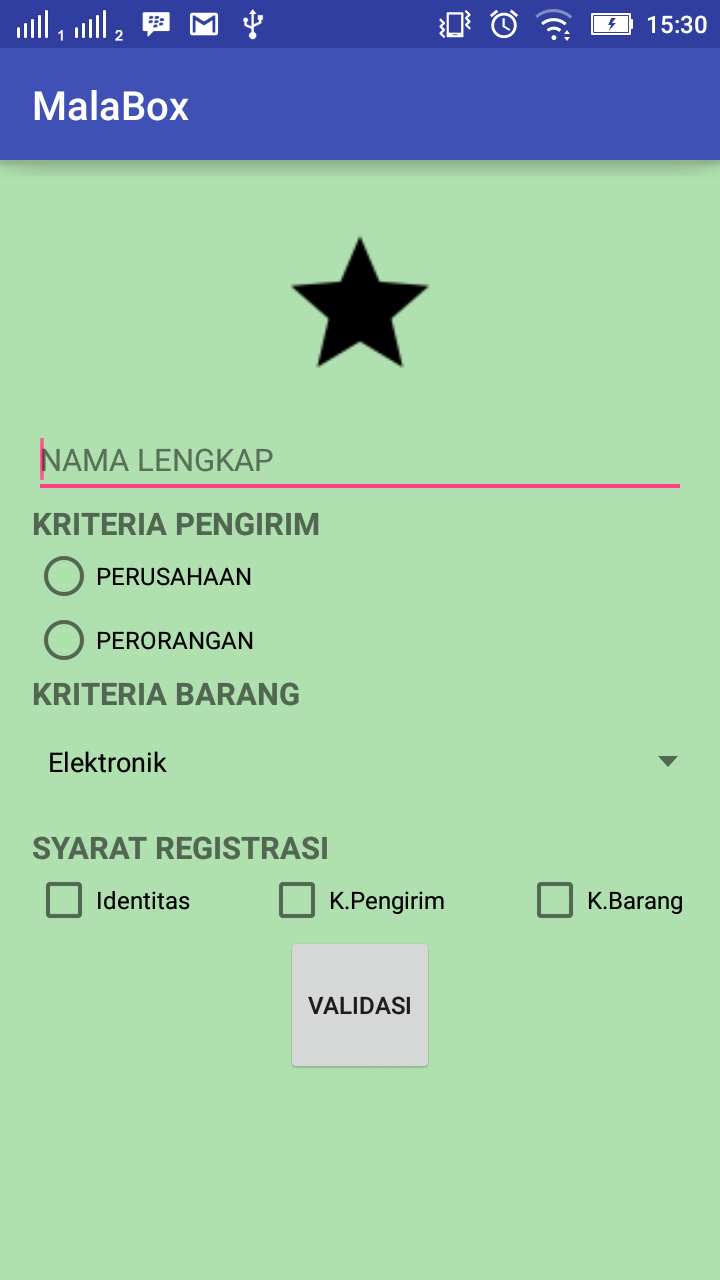 1 2 15:30
MalaBox
NAMA LENGKAP
KRITERIA PENGIRIM
PERUSAHAAN
PERORANGAN
KRITERIA BARANG
Elektronik
SYARAT REGISTRASI
Identitas K.Pengirim K.Barang
VALIDASI